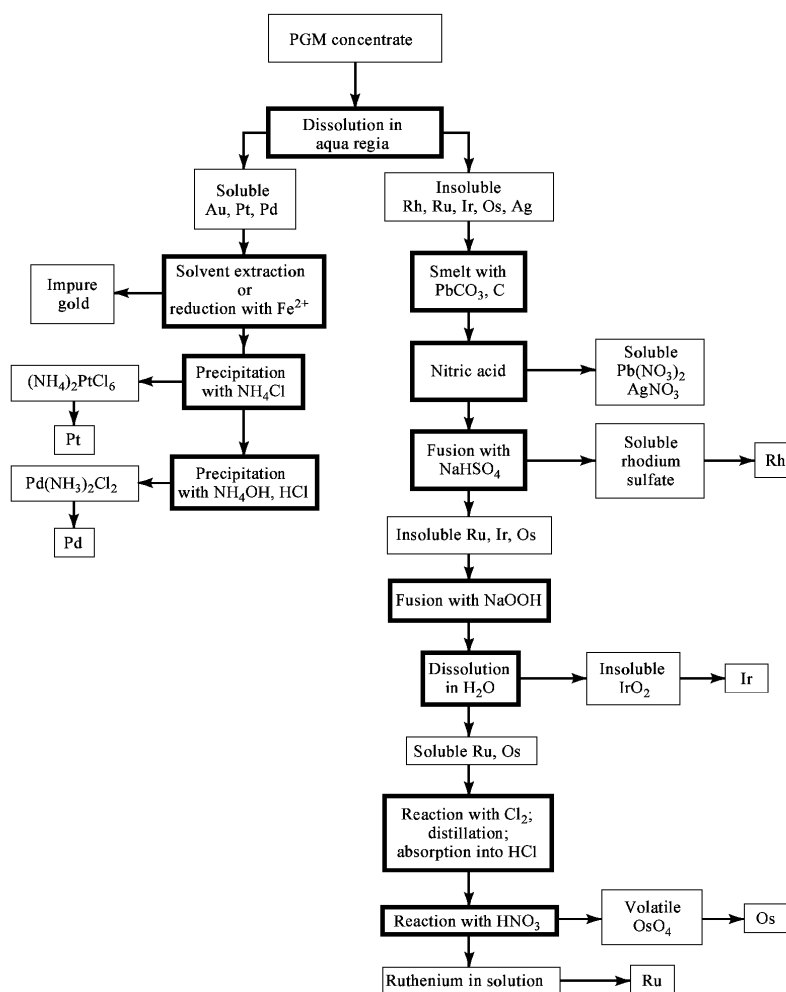 PGM concentrate
Dissolution in
aqua regia
Soluble
Au, Pt, Pd
Insoluble
Rh, Ru, Ir, Os, Ag
Solvent extraction
or
reduction with Fe²⁺
Impure
gold
Smelt with
PbCO₃, C
Precipitation
with NH₄Cl
(NH₄)₂PtCl₆
Pt
Nitric acid
Soluble
Pb(NO₃)₂
AgNO₃
Precipitation
with NH₄OH, HCl
Pd(NH₃)₂Cl₂
Pd
Fusion with
NaHSO₄
Soluble
rhodium
sulfate
Rh
Insoluble Ru, Ir, Os
Fusion with NaOOH
Dissolution
in H₂O
Insoluble
IrO₂
Ir
Soluble Ru, Os
Reaction with Cl₂;
distillation;
absorption into HCl
Reaction with HNO₃
Volatile
OsO₄
Os
Ruthenium in solution
Ru